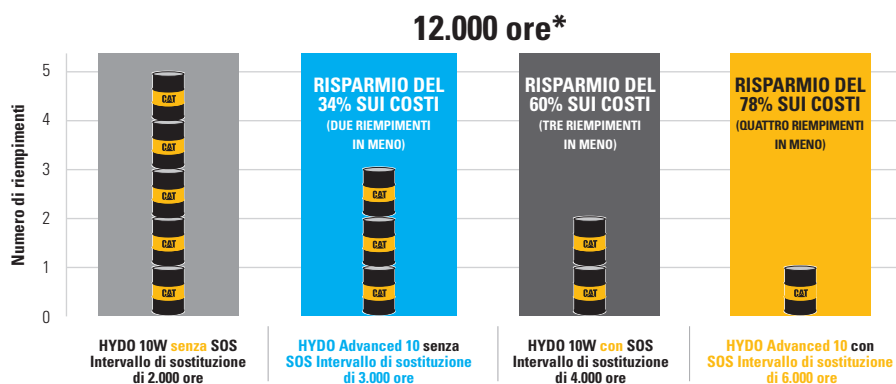 12.000 ore*
Numero di riempimenti
5
4
3
2
1
0
CAT
CAT
CAT
CAT
CAT
HYDO 10W senza SOS
Intervallo di sostituzione
di 2.000 ore
RISPARMIO DEL
34% SUI COSTI
(DUE RIEMPIMENTI
IN MENO)
CAT
CAT
CAT
HYDO Advanced 10 senza
SOS Intervallo di sostituzione
di 3.000 ore
RISPARMIO DEL
60% SUI COSTI
(TRE RIEMPIMENTI
IN MENO)
CAT
CAT
HYDO 10W con SOS
Intervallo di sostituzione
di 4.000 ore
RISPARMIO DEL
78% SUI COSTI
(QUATTRO RIEMPIMENTI
IN MENO)
CAT
HYDO Advanced 10 con
SOS Intervallo di sostituzione
di 6.000 ore